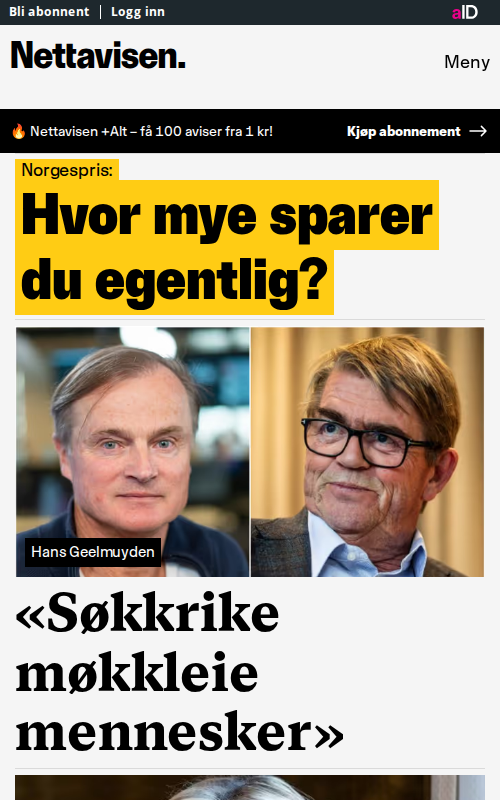 Bli abonnent | Logg inn
aID
Nettavisen.
Meny
🔥 Nettavisen +Alt – få 100 aviser fra 1 kr!
Kjøp abonnement →
Norgespris:
Hvor mye sparer
du egentlig?
Hans Geelmuyden
«Søkkrike
møkkleie
mennesker»